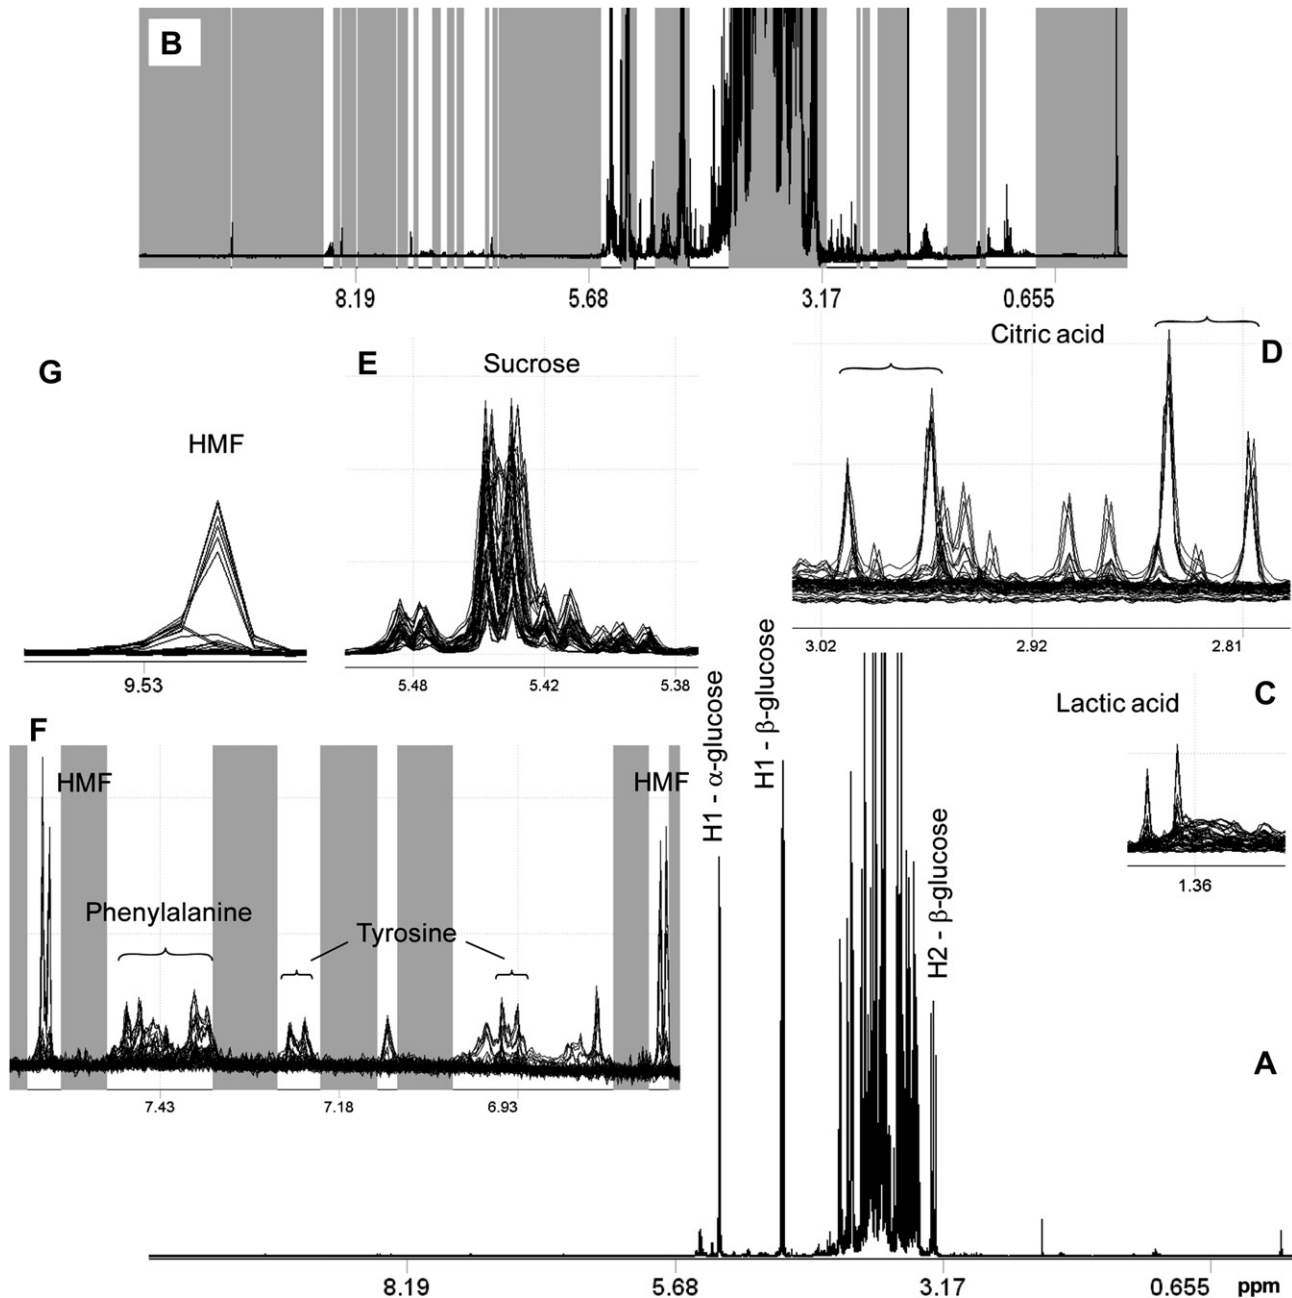 B
8.19 5.68 3.17 0.655
Citric acid
D
G
E
Sucrose
HMF
3.02 2.92 2.81
9.53
5.48 5.42 5.38
H1 - α-glucose
H1 - β-glucose
Lactic acid
C
1.36
F
HMF
HMF
Phenylalanine
Tyrosine
H2 - β-glucose
7.43 7.18 6.93
A
8.19 5.68 3.17 0.655 ppm